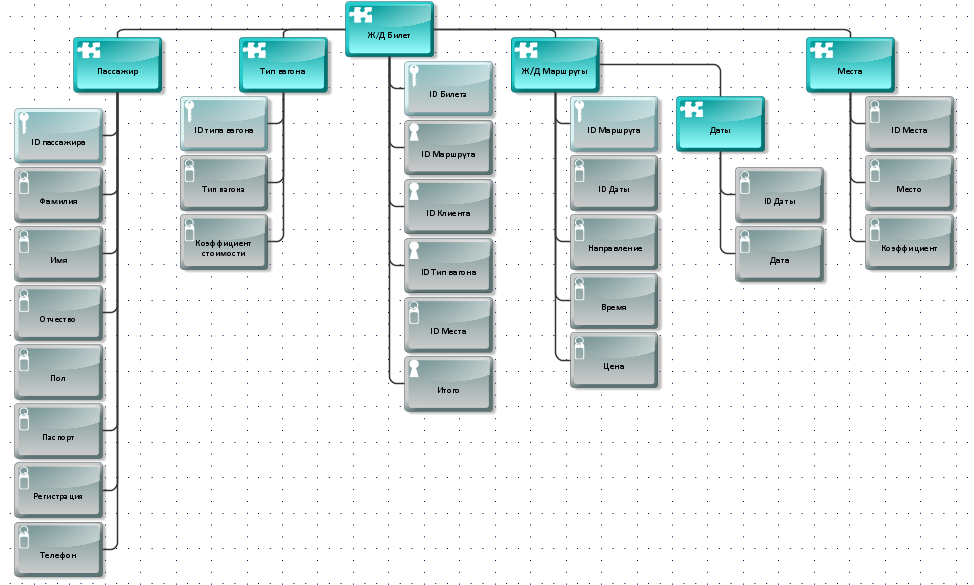 Ж/Д Билет
Пассажир
ID пассажира
Фамилия
Имя
Отчество
Пол
Паспорт
Регистрация
Телефон
Тип вагона
ID типа вагона
Тип вагона
Коэффициент
стоимости
ID Билета
ID Маршрута
ID Клиента
ID Тип вагона
ID Места
Итого
Ж/Д Маршруты
ID Маршрута
ID Даты
Направление
Время
Цена
Даты
ID Даты
Дата
Места
ID Места
Место
Коэффициент